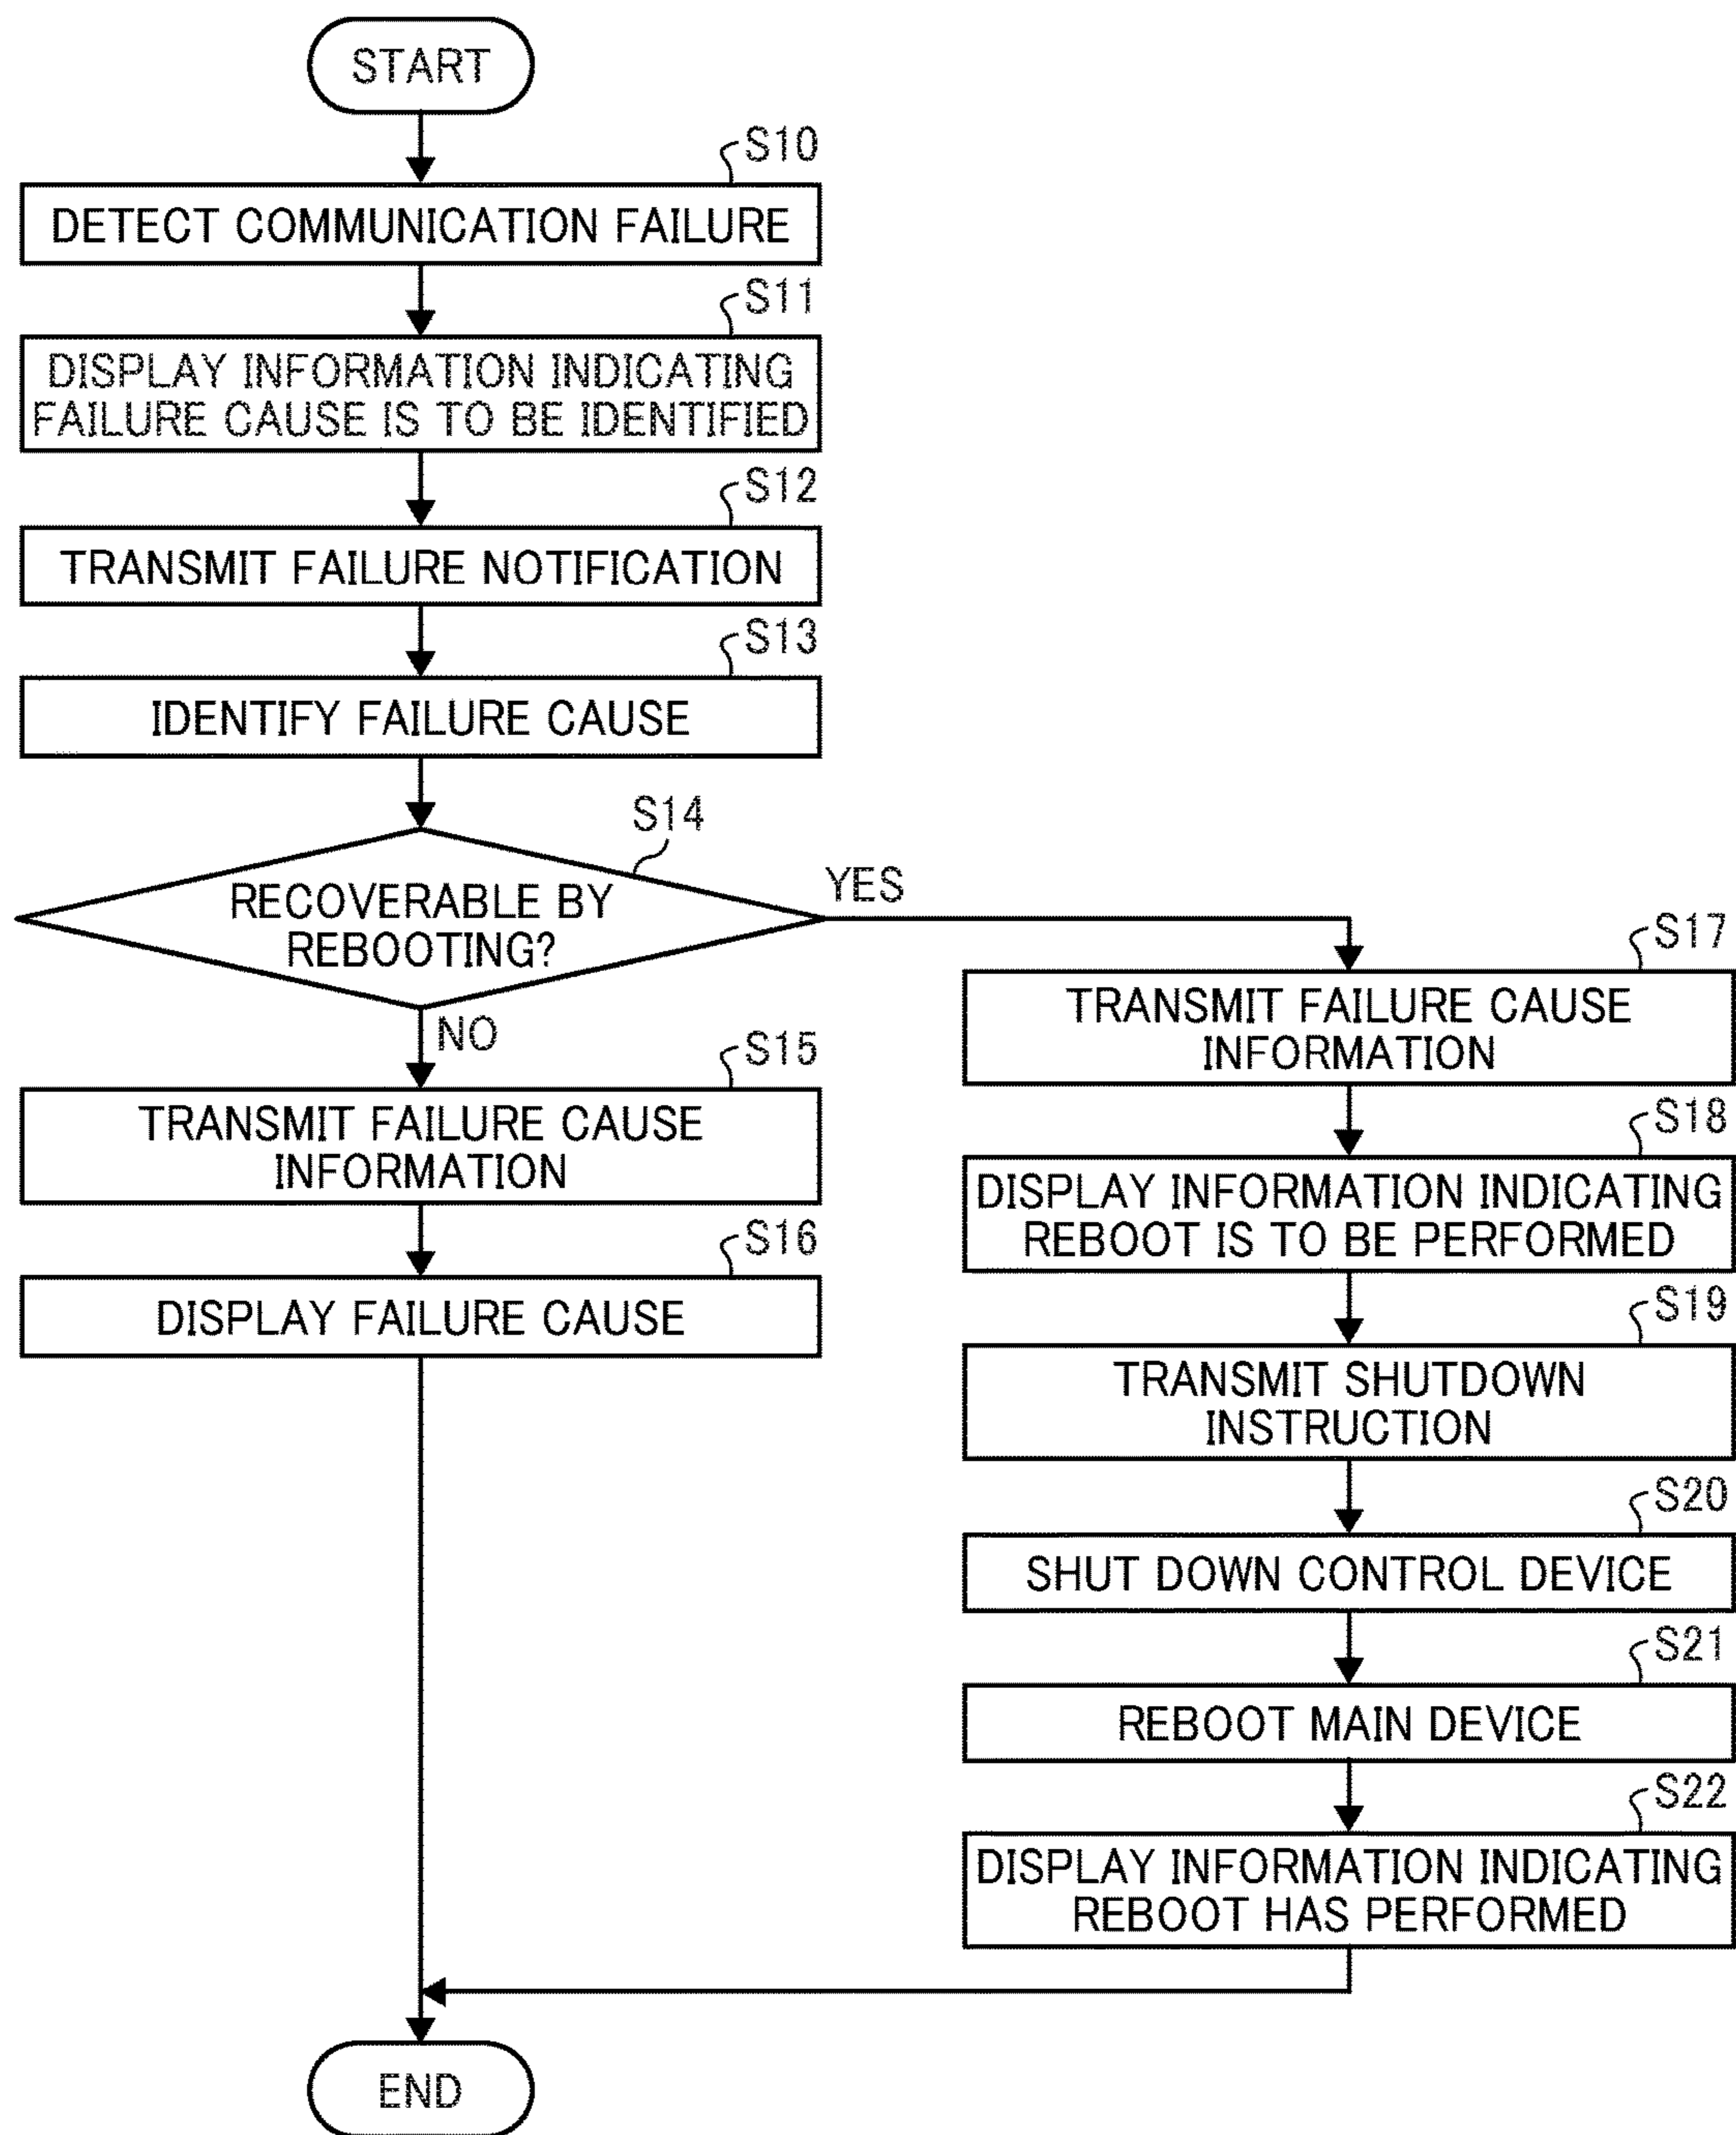 START
S10
DETECT COMMUNICATION FAILURE
S11
DISPLAY INFORMATION INDICATING
FAILURE CAUSE IS TO BE IDENTIFIED
S12
TRANSMIT FAILURE NOTIFICATION
S13
IDENTIFY FAILURE CAUSE
S14
RECOVERABLE BY
REBOOTING?
YES
NO
S15
TRANSMIT FAILURE CAUSE
INFORMATION
S16
DISPLAY FAILURE CAUSE
S17
TRANSMIT FAILURE CAUSE
INFORMATION
S18
DISPLAY INFORMATION INDICATING
REBOOT IS TO BE PERFORMED
S19
TRANSMIT SHUTDOWN
INSTRUCTION
S20
SHUT DOWN CONTROL DEVICE
S21
REBOOT MAIN DEVICE
S22
DISPLAY INFORMATION INDICATING
REBOOT HAS PERFORMED
END